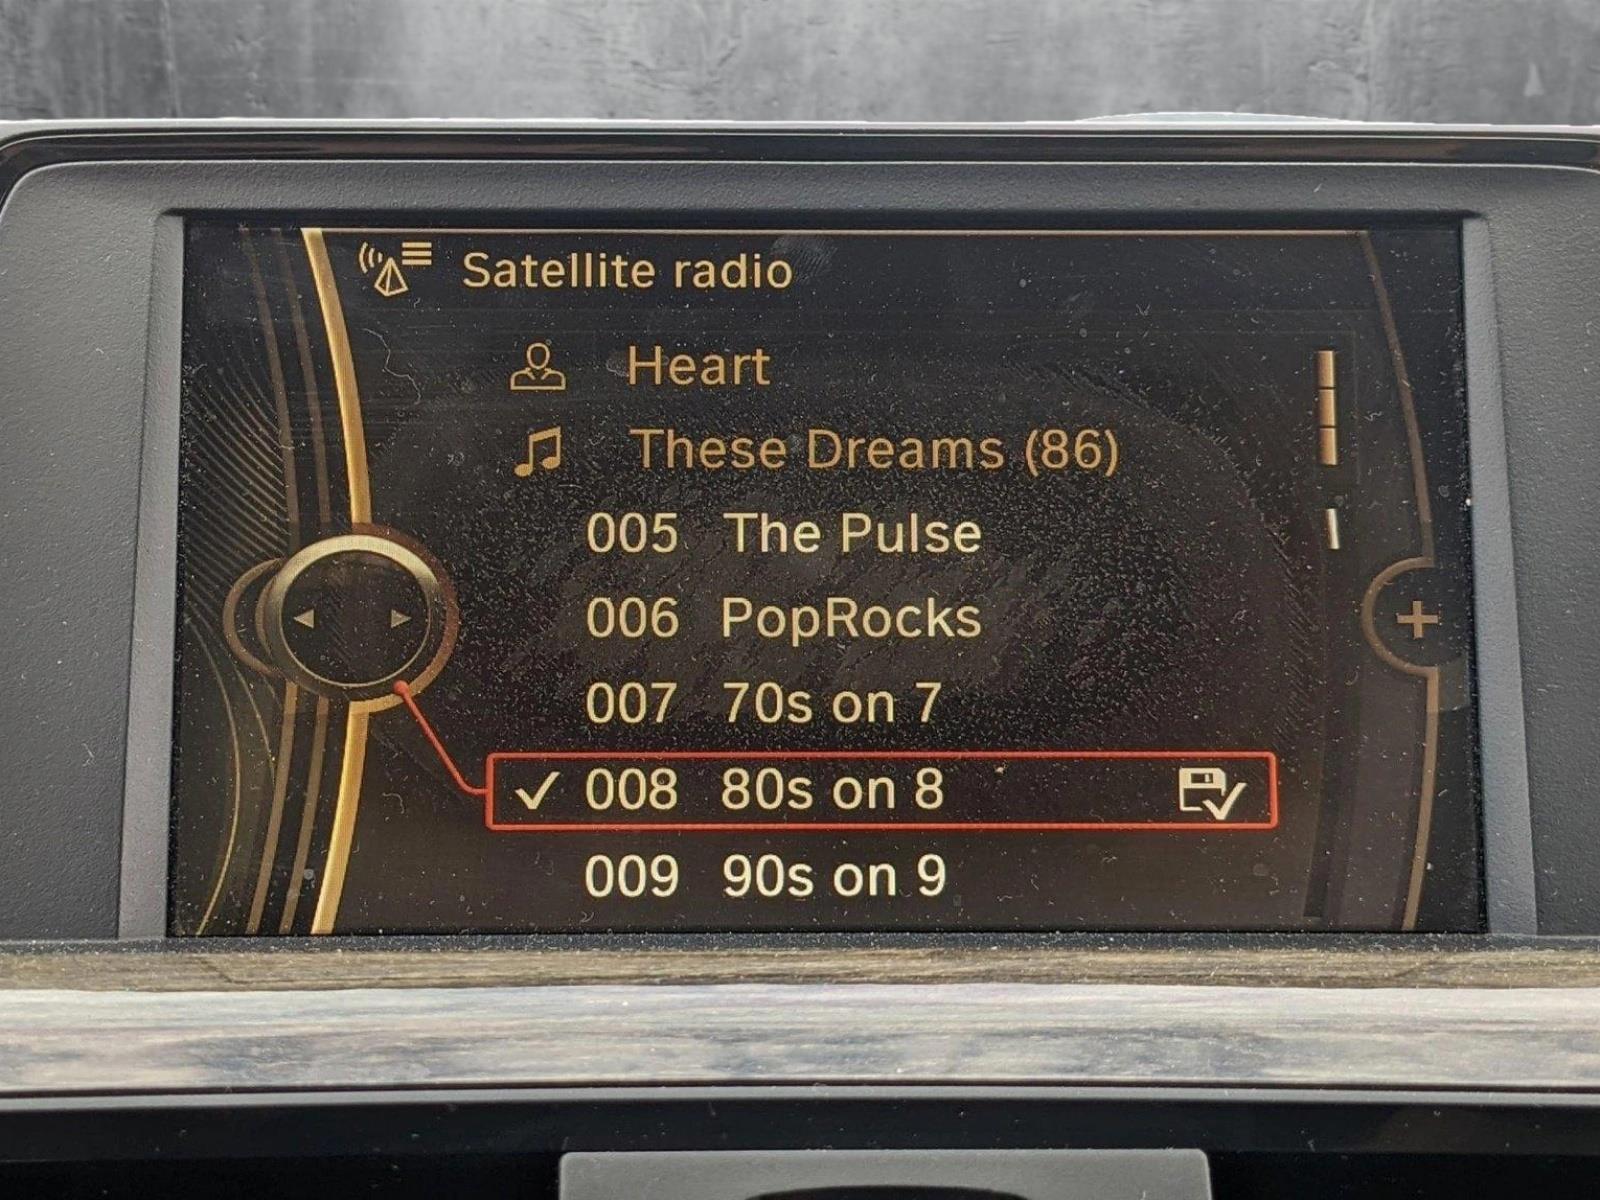 Satellite radio
Heart
These Dreams (86)
005 The Pulse
006 PopRocks
007 70s on 7
008 80s on 8
009 90s on 9